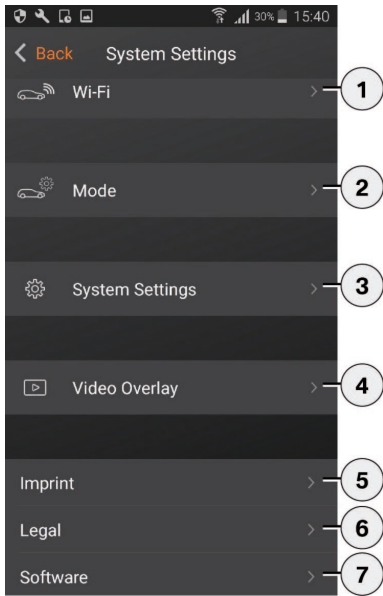 30% 15:40
Back System Settings
Wi-Fi 1
Mode 2
System Settings 3
Video Overlay 4
Imprint 5
Legal 6
Software 7